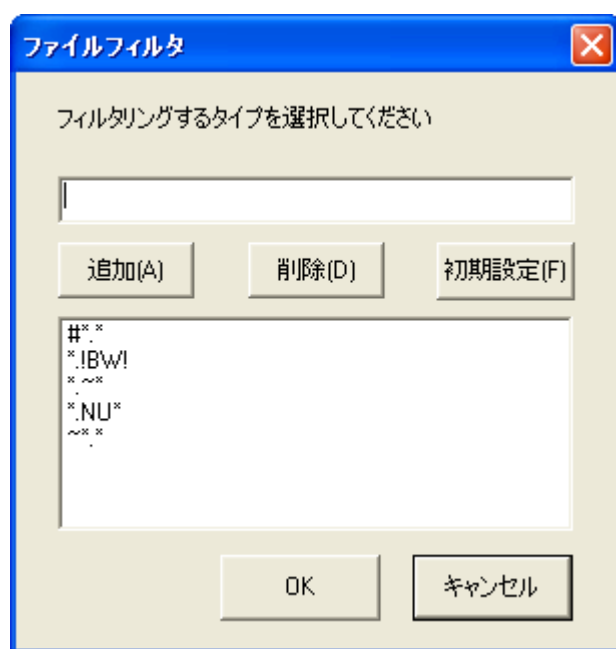 ファイルフィルタ
フィルタリングするタイプを選択してください
追加(A) 削除(D) 初期設定(F)
#*.*
*.!BW!
*.~*
*.NU*
~*.*
OK キャンセル